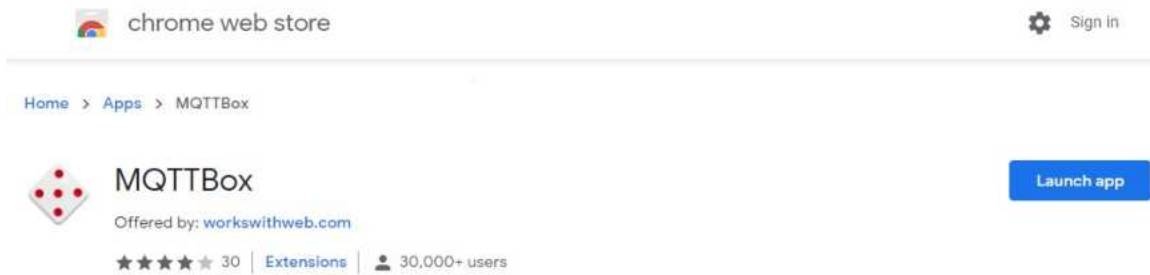 chrome web store
Sign in
Home > Apps > MQTTBox
MQTTBox
Launch app
Offered by: workswithweb.com
30 | Extensions | 30,000+ users